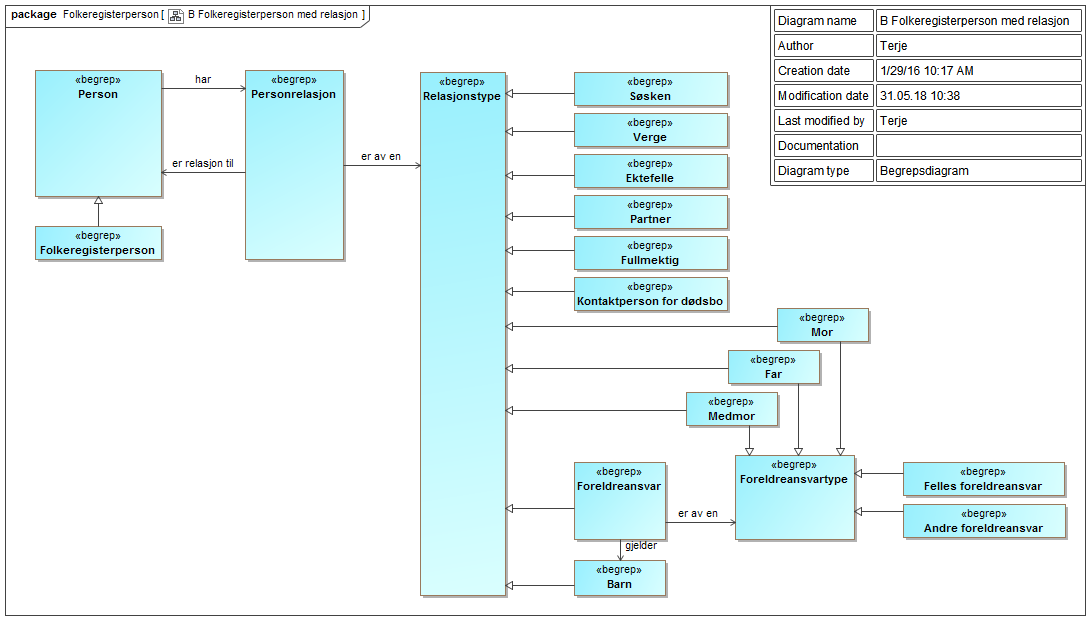 package Folkeregisterperson [ B Folkeregisterperson med relasjon ]
Diagram name B Folkeregisterperson med relasjon
Author Terje
Creation date 1/29/16 10:17 AM
Modification date 31.05.18 10:38
Last modified by Terje
Documentation
Diagram type Begrepsdiagram
«begrep»
Person
har
«begrep»
Personrelasjon
er relasjon til
er av en
«begrep»
Folkeregisterperson
«begrep»
Relasjonstype
«begrep»
Søsken
«begrep»
Verge
«begrep»
Ektefelle
«begrep»
Partner
«begrep»
Fullmektig
«begrep»
Kontaktperson for dødsbo
«begrep»
Mor
«begrep»
Far
«begrep»
Medmor
«begrep»
Foreldreansvar
er av en
gjelder
«begrep»
Foreldreansvartype
«begrep»
Felles foreldreansvar
«begrep»
Andre foreldreansvar
«begrep»
Barn